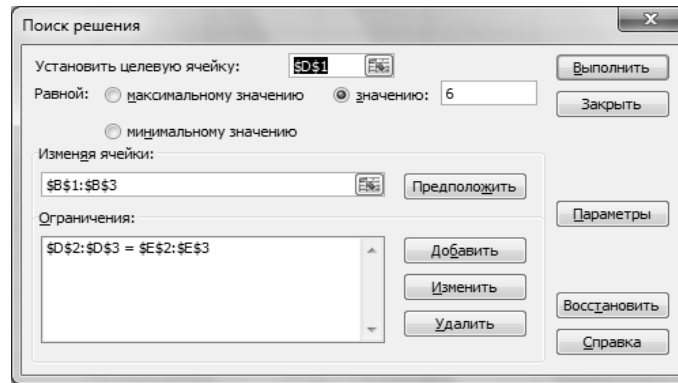 Поиск решения
Установить целевую ячейку: $D$1
Выполнить
Равной: максимальному значению значению: 6
Закрыть
минимальному значению
Изменяя ячейки:
$B$1:$B$3
Предположить
Ограничения:
Параметры
$D$2:$D$3 = $E$2:$E$3
Добавить
Изменить
Восстановить
Удалить
Справка